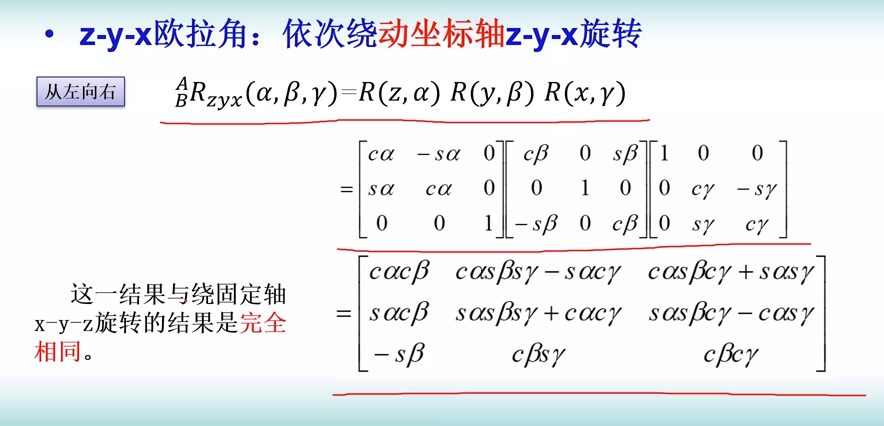 • z-y-x欧拉角：依次绕动坐标轴z-y-x旋转
从左向右
${}^{A}_{B}R_{zyx}(\alpha,\beta,\gamma)=R(z,\alpha)\ R(y,\beta)\ R(x,\gamma)$
$=\begin{bmatrix} c\alpha & -s\alpha & 0 \\ s\alpha & c\alpha & 0 \\ 0 & 0 & 1 \end{bmatrix}\begin{bmatrix} c\beta & 0 & s\beta \\ 0 & 1 & 0 \\ -s\beta & 0 & c\beta \end{bmatrix}\begin{bmatrix} 1 & 0 & 0 \\ 0 & c\gamma & -s\gamma \\ 0 & s\gamma & c\gamma \end{bmatrix}$
$=\begin{bmatrix} c\alpha c\beta & c\alpha s\beta s\gamma - s\alpha c\gamma & c\alpha s\beta c\gamma + s\alpha s\gamma \\ s\alpha c\beta & s\alpha s\beta s\gamma + c\alpha c\gamma & s\alpha s\beta c\gamma - c\alpha s\gamma \\ -s\beta & c\beta s\gamma & c\beta c\gamma \end{bmatrix}$
这一结果与绕固定轴
x-y-z旋转的结果是完全
相同。